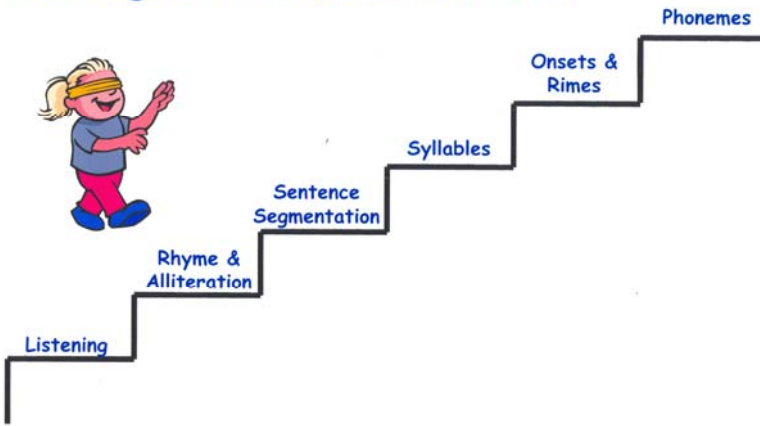 Phonemes
Onsets &
Rimes
Syllables
Sentence
Segmentation
Rhyme &
Alliteration
Listening